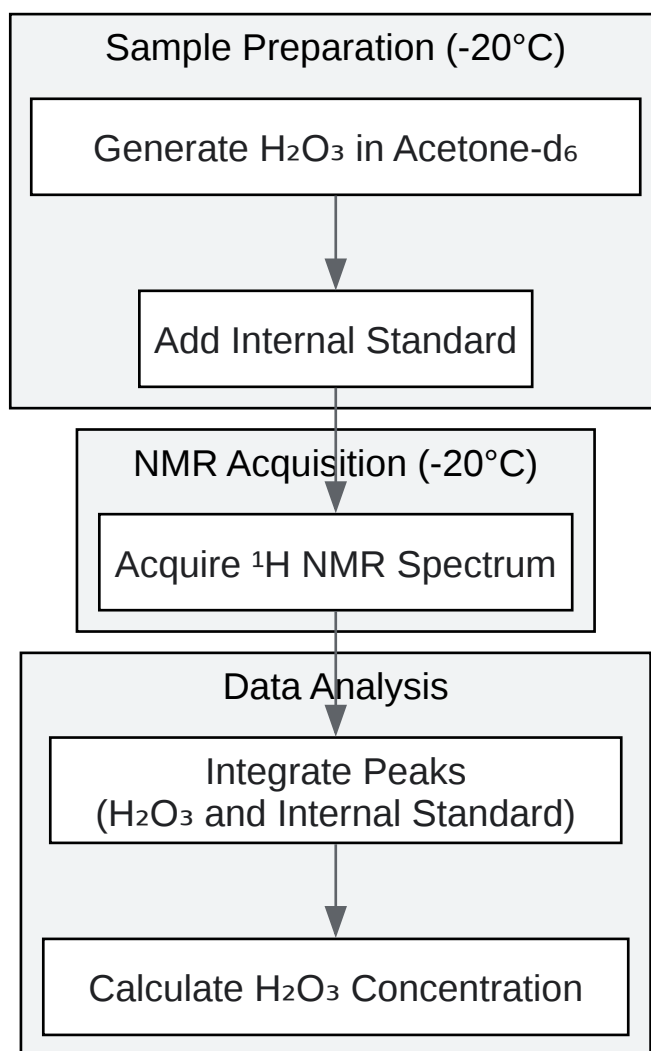 Sample Preparation (-20°C)
Generate H₂O₃ in Acetone-d₆
Add Internal Standard
NMR Acquisition (-20°C)
Acquire ¹H NMR Spectrum
Data Analysis
Integrate Peaks
(H₂O₃ and Internal Standard)
Calculate H₂O₃ Concentration